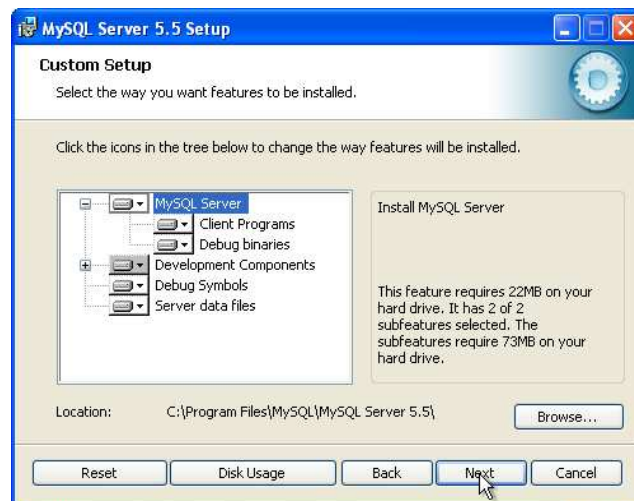 MySQL Server 5.5 Setup
Custom Setup
Select the way you want features to be installed.
Click the icons in the tree below to change the way features will be installed.
MySQL Server
Client Programs
Debug binaries
Development Components
Debug Symbols
Server data files
Install MySQL Server
This feature requires 22MB on your
hard drive. It has 2 of 2
subfeatures selected. The
subfeatures require 73MB on your
hard drive.
Location: C:\Program Files\MySQL\MySQL Server 5.5\
Browse...
Reset Disk Usage Back Next Cancel